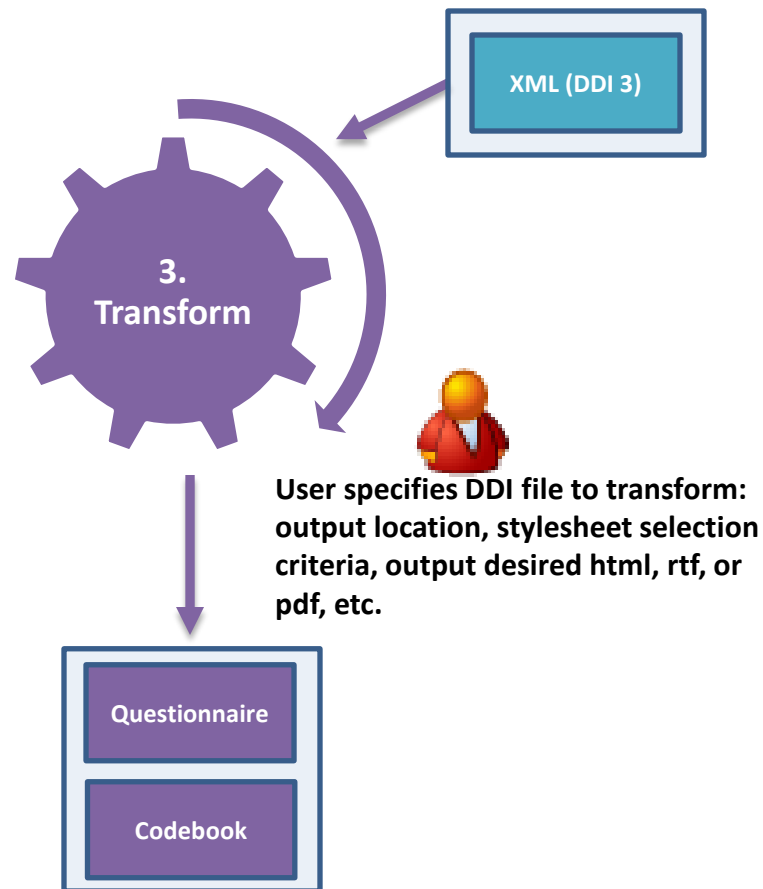 XML (DDI 3)
3.
Transform
User specifies DDI file to transform:
output location, stylesheet selection
criteria, output desired html, rtf, or
pdf, etc.
Questionnaire
Codebook